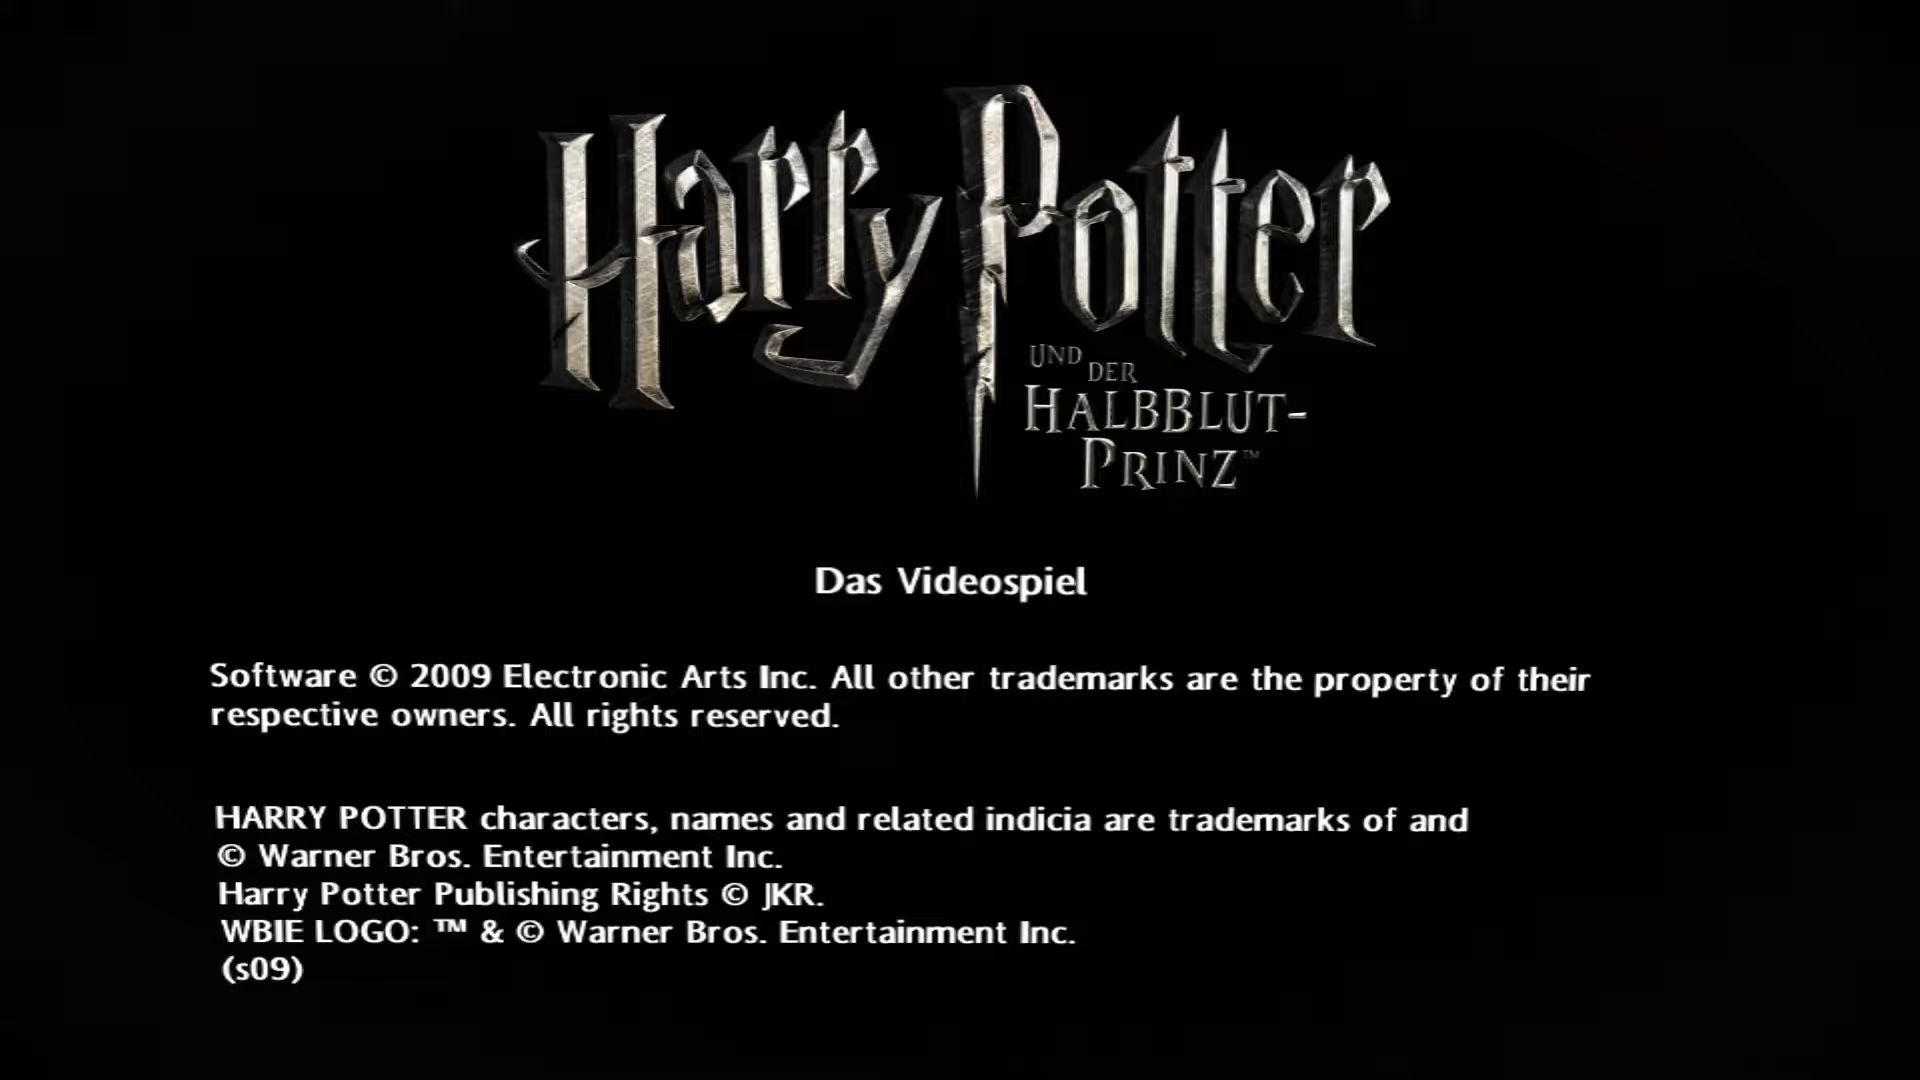 Harry Potter
UND DER
HALBBLUT-
PRINZ™
Das Videospiel
Software © 2009 Electronic Arts Inc. All other trademarks are the property of their
respective owners. All rights reserved.
HARRY POTTER characters, names and related indicia are trademarks of and
© Warner Bros. Entertainment Inc.
Harry Potter Publishing Rights © JKR.
WBIE LOGO: ™ & © Warner Bros. Entertainment Inc.
(s09)